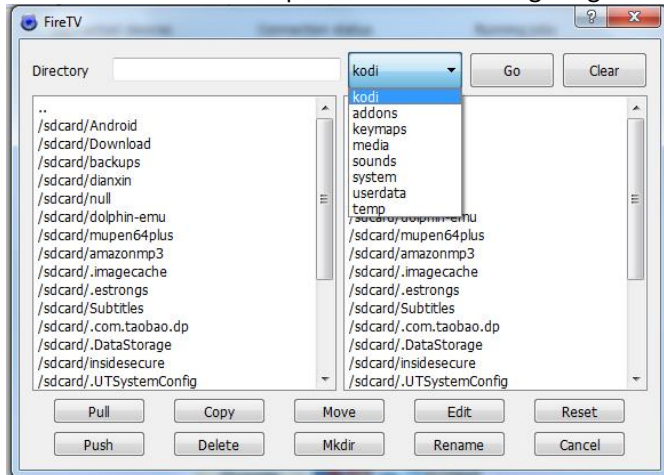 FireTV
Directory
kodi
Go
Clear
kodi
addons
keymaps
media
sounds
system
userdata
temp
..
/sdcard/Android
/sdcard/Download
/sdcard/backups
/sdcard/dianxin
/sdcard/null
/sdcard/dolphin-emu
/sdcard/mupen64plus
/sdcard/amazonmp3
/sdcard/.imagecache
/sdcard/.estrongs
/sdcard/Subtitles
/sdcard/.com.taobao.dp
/sdcard/.DataStorage
/sdcard/insidesecure
/sdcard/.UTSystemConfig
/sdcard/dolphin-emu
/sdcard/mupen64plus
/sdcard/amazonmp3
/sdcard/.imagecache
/sdcard/.estrongs
/sdcard/Subtitles
/sdcard/.com.taobao.dp
/sdcard/.DataStorage
/sdcard/insidesecure
/sdcard/.UTSystemConfig
Pull Copy Move Edit Reset
Push Delete Mkdir Rename Cancel